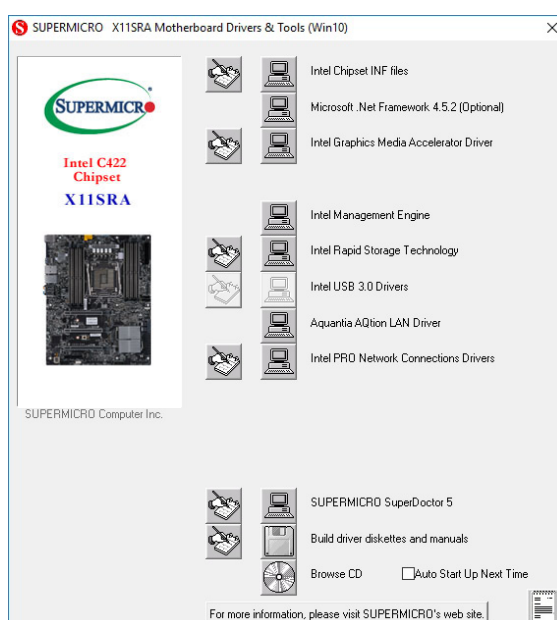 SUPERMICRO X11SRA Motherboard Drivers & Tools (Win10)
SUPERMICRO
Intel C422
Chipset
X11SRA
SUPERMICRO Computer Inc.
Intel Chipset INF files
Microsoft .Net Framework 4.5.2 (Optional)
Intel Graphics Media Accelerator Driver
Intel Management Engine
Intel Rapid Storage Technology
Intel USB 3.0 Drivers
Aquantia AQtion LAN Driver
Intel PRO Network Connections Drivers
SUPERMICRO SuperDoctor 5
Build driver diskettes and manuals
Browse CD Auto Start Up Next Time
For more information, please visit SUPERMICRO's web site.